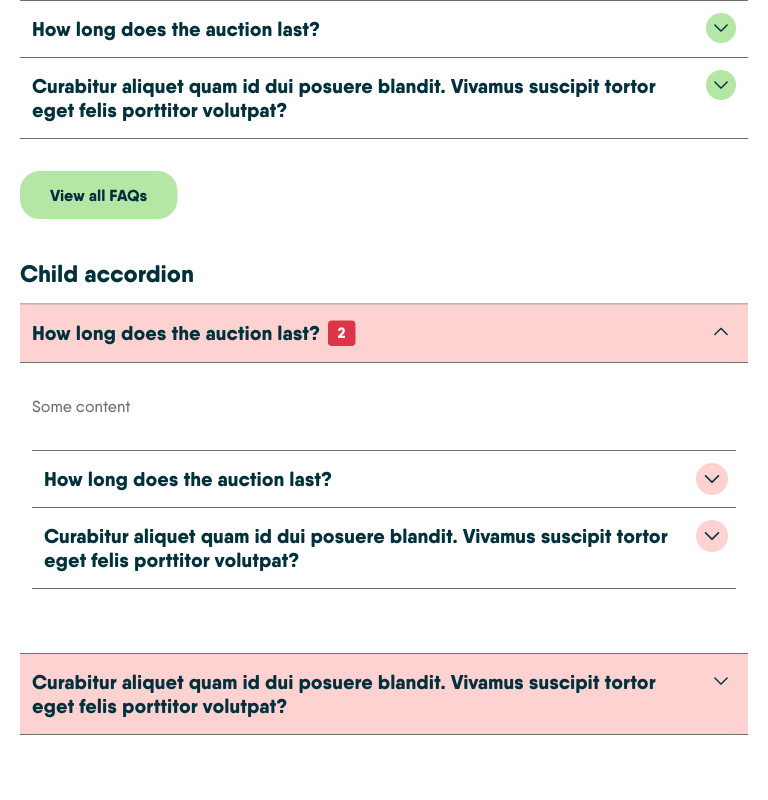 How long does the auction last?
Curabitur aliquet quam id dui posuere blandit. Vivamus suscipit tortor
eget felis porttitor volutpat?
View all FAQs
Child accordion
How long does the auction last? 2
Some content
How long does the auction last?
Curabitur aliquet quam id dui posuere blandit. Vivamus suscipit tortor
eget felis porttitor volutpat?
Curabitur aliquet quam id dui posuere blandit. Vivamus suscipit tortor
eget felis porttitor volutpat?